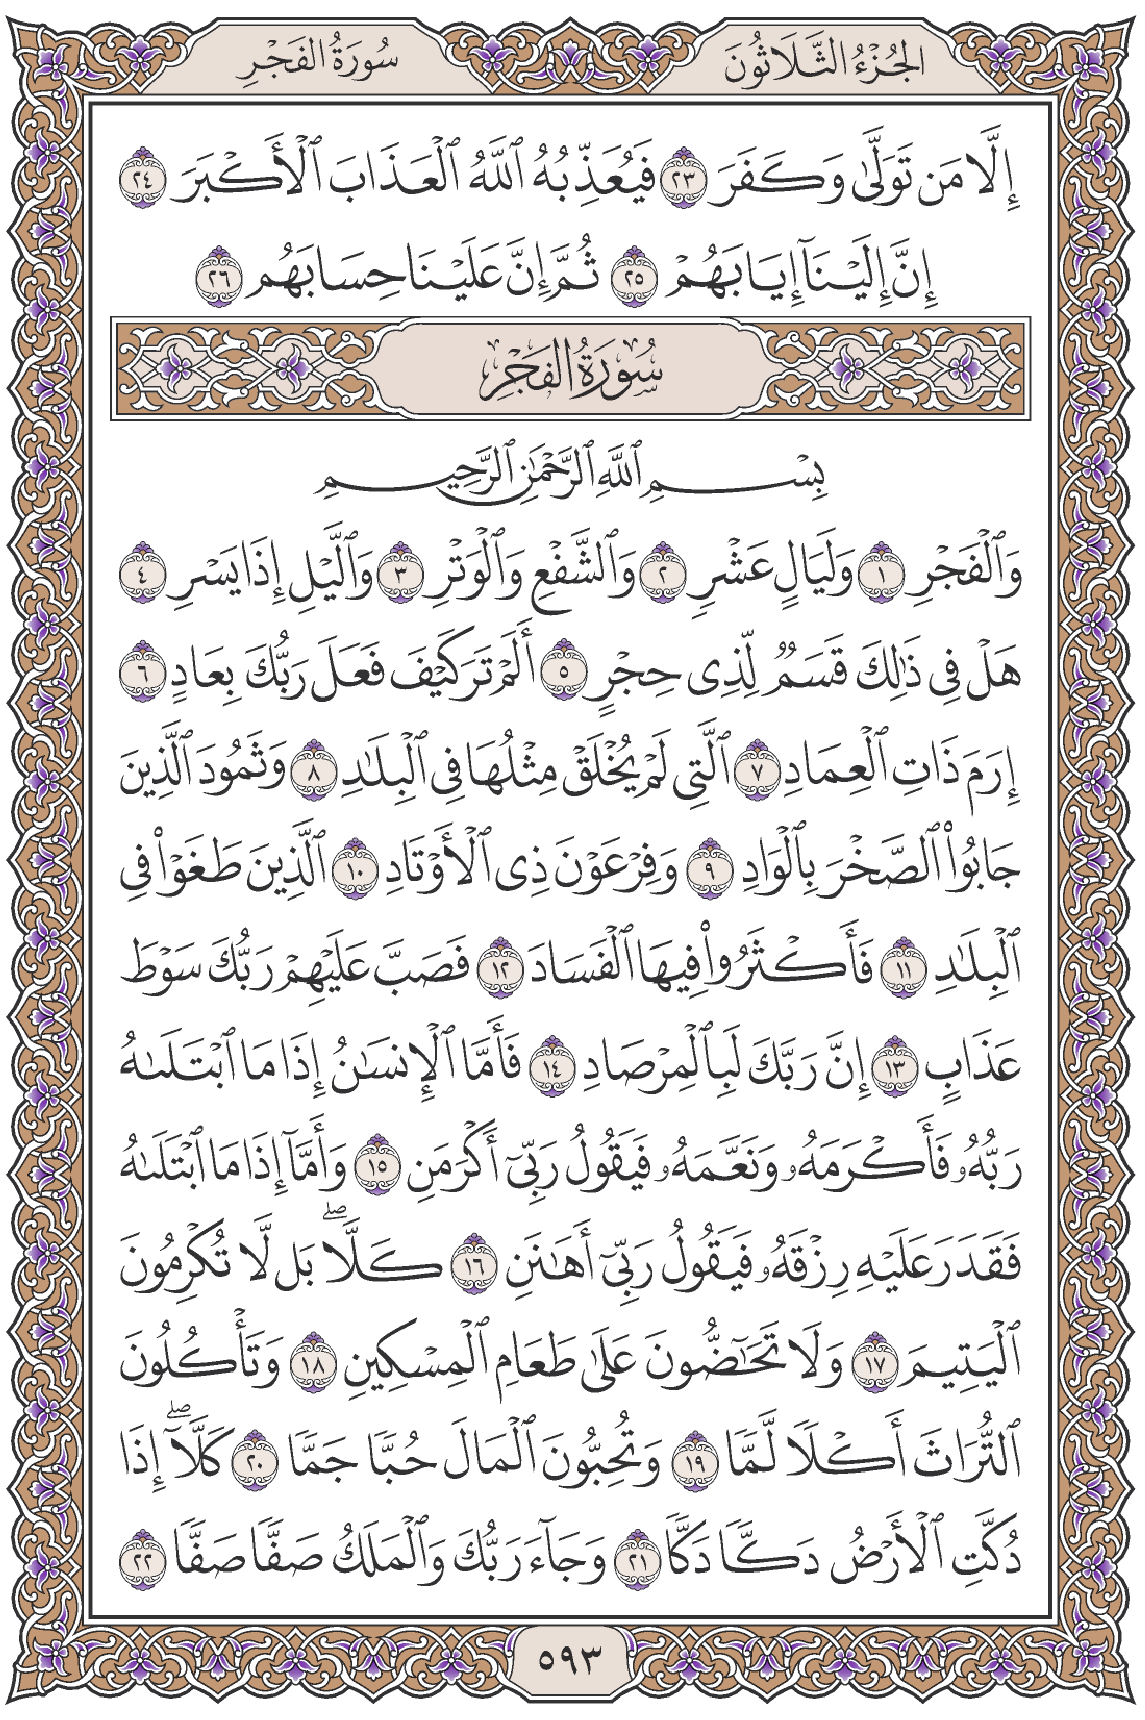 الجُزْءُ الثَّلَاثُونَ
سُورَةُ الفَجْرِ
إِلَّا مَن تَوَلَّىٰ وَكَفَرَ ٢٣ فَيُعَذِّبُهُ ٱللَّهُ ٱلْعَذَابَ ٱلْأَكْبَرَ ٢٤
إِنَّ إِلَيْنَآ إِيَابَهُمْ ٢٥ ثُمَّ إِنَّ عَلَيْنَا حِسَابَهُم ٢٦
سُورَةُ الفَجْرِ
بِسْمِ ٱللَّهِ ٱلرَّحْمَٰنِ ٱلرَّحِيمِ
وَٱلْفَجْرِ ١ وَلَيَالٍ عَشْرٍ ٢ وَٱلشَّفْعِ وَٱلْوَتْرِ ٣ وَٱلَّيْلِ إِذَا يَسْرِ ٤
هَلْ فِى ذَٰلِكَ قَسَمٌ لِّذِى حِجْرٍ ٥ أَلَمْ تَرَ كَيْفَ فَعَلَ رَبُّكَ بِعَادٍ ٦
إِرَمَ ذَاتِ ٱلْعِمَادِ ٧ ٱلَّتِى لَمْ يُخْلَقْ مِثْلُهَا فِى ٱلْبِلَٰدِ ٨ وَثَمُودَ ٱلَّذِينَ
جَابُوا۟ ٱلصَّخْرَ بِٱلْوَادِ ٩ وَفِرْعَوْنَ ذِى ٱلْأَوْتَادِ ١٠ ٱلَّذِينَ طَغَوْا۟ فِى
ٱلْبِلَٰدِ ١١ فَأَكْثَرُوا۟ فِيهَا ٱلْفَسَادَ ١٢ فَصَبَّ عَلَيْهِمْ رَبُّكَ سَوْطَ
عَذَابٍ ١٣ إِنَّ رَبَّكَ لَبِٱلْمِرْصَادِ ١٤ فَأَمَّا ٱلْإِنسَٰنُ إِذَا مَا ٱبْتَلَىٰهُ
رَبُّهُۥ فَأَكْرَمَهُۥ وَنَعَّمَهُۥ فَيَقُولُ رَبِّىٓ أَكْرَمَنِ ١٥ وَأَمَّآ إِذَا مَا ٱبْتَلَىٰهُ
فَقَدَرَ عَلَيْهِ رِزْقَهُۥ فَيَقُولُ رَبِّىٓ أَهَٰنَنِ ١٦ كَلَّا ۖ بَل لَّا تُكْرِمُونَ
ٱلْيَتِيمَ ١٧ وَلَا تَحَٰٓضُّونَ عَلَىٰ طَعَامِ ٱلْمِسْكِينِ ١٨ وَتَأْكُلُونَ
ٱلتُّرَاثَ أَكْلًا لَّمًّا ١٩ وَتُحِبُّونَ ٱلْمَالَ حُبًّا جَمًّا ٢٠ كَلَّآ ۖ إِذَا
دُكَّتِ ٱلْأَرْضُ دَكًّا دَكًّا ٢١ وَجَآءَ رَبُّكَ وَٱلْمَلَكُ صَفًّا صَفًّا ٢٢
٥٩٣